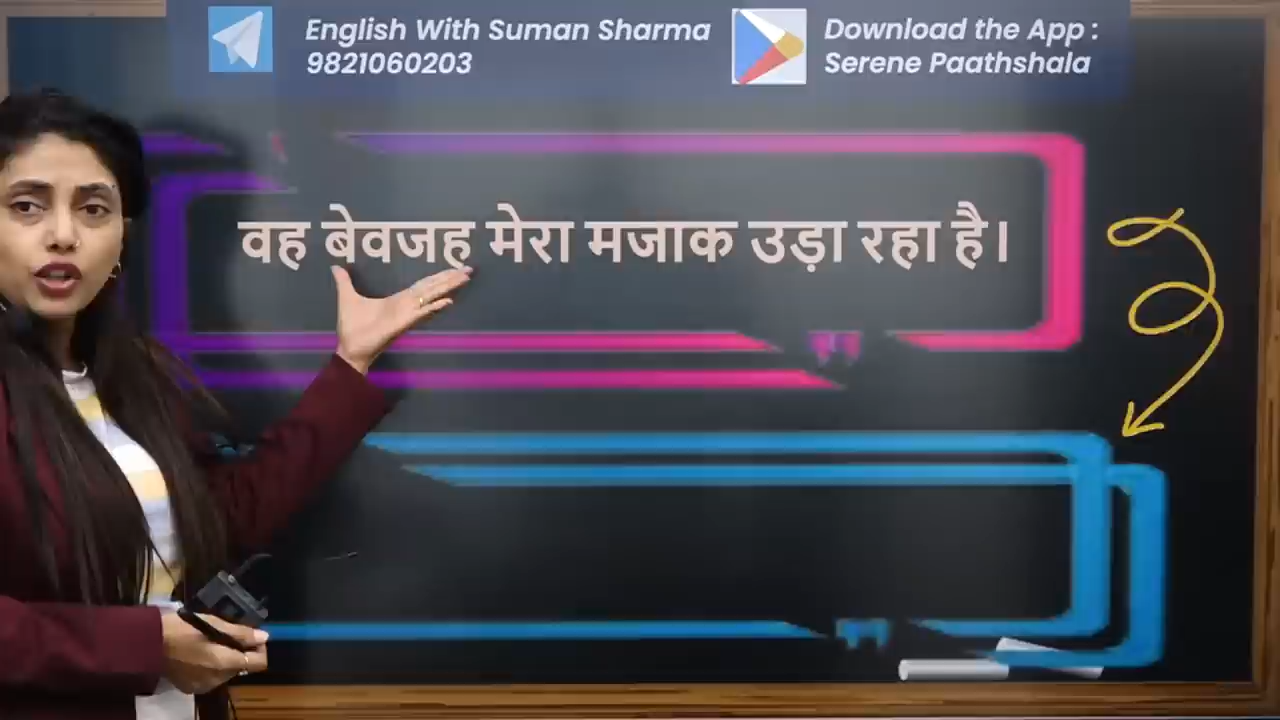 English With Suman Sharma
9821060203
Download the App :
Serene Paathshala
वह बेवजह मेरा मजाक उड़ा रहा है।